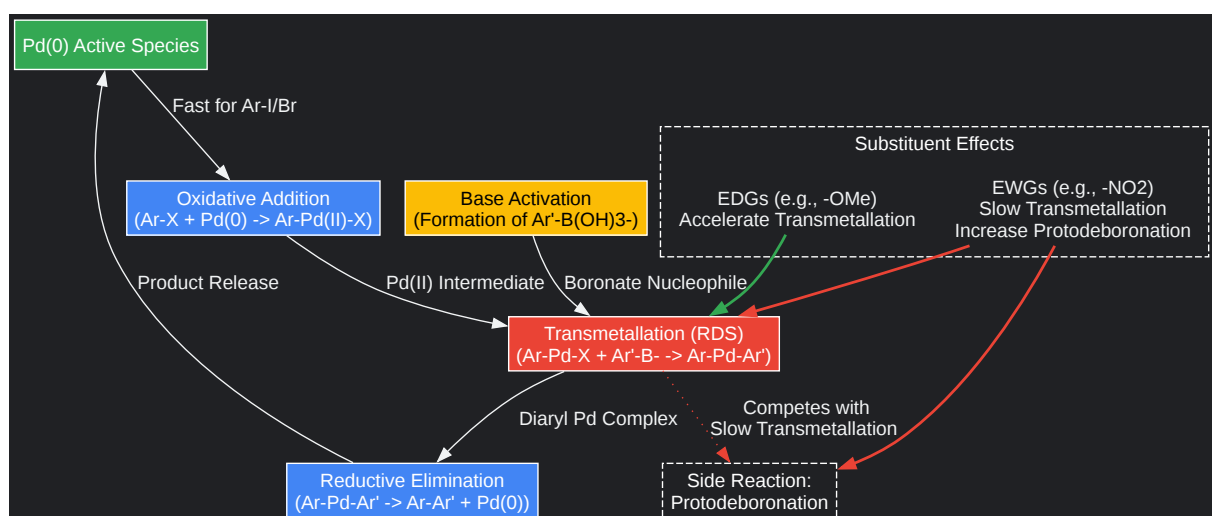 Pd(0) Active Species
Fast for Ar-I/Br
Substituent Effects
Oxidative Addition
(Ar-X + Pd(0) -> Ar-Pd(II)-X)
Base Activation
(Formation of Ar'-B(OH)3-)
EDGs (e.g., -OMe)
Accelerate Transmetallation
EWGs (e.g., -NO2)
Slow Transmetallation
Increase Protodeboronation
Product Release
Pd(II) Intermediate
Boronate Nucleophile
Transmetallation (RDS)
(Ar-Pd-X + Ar'-B- -> Ar-Pd-Ar')
Diaryl Pd Complex
Competes with
Slow Transmetallation
Reductive Elimination
(Ar-Pd-Ar' -> Ar-Ar' + Pd(0))
Side Reaction:
Protodeboronation